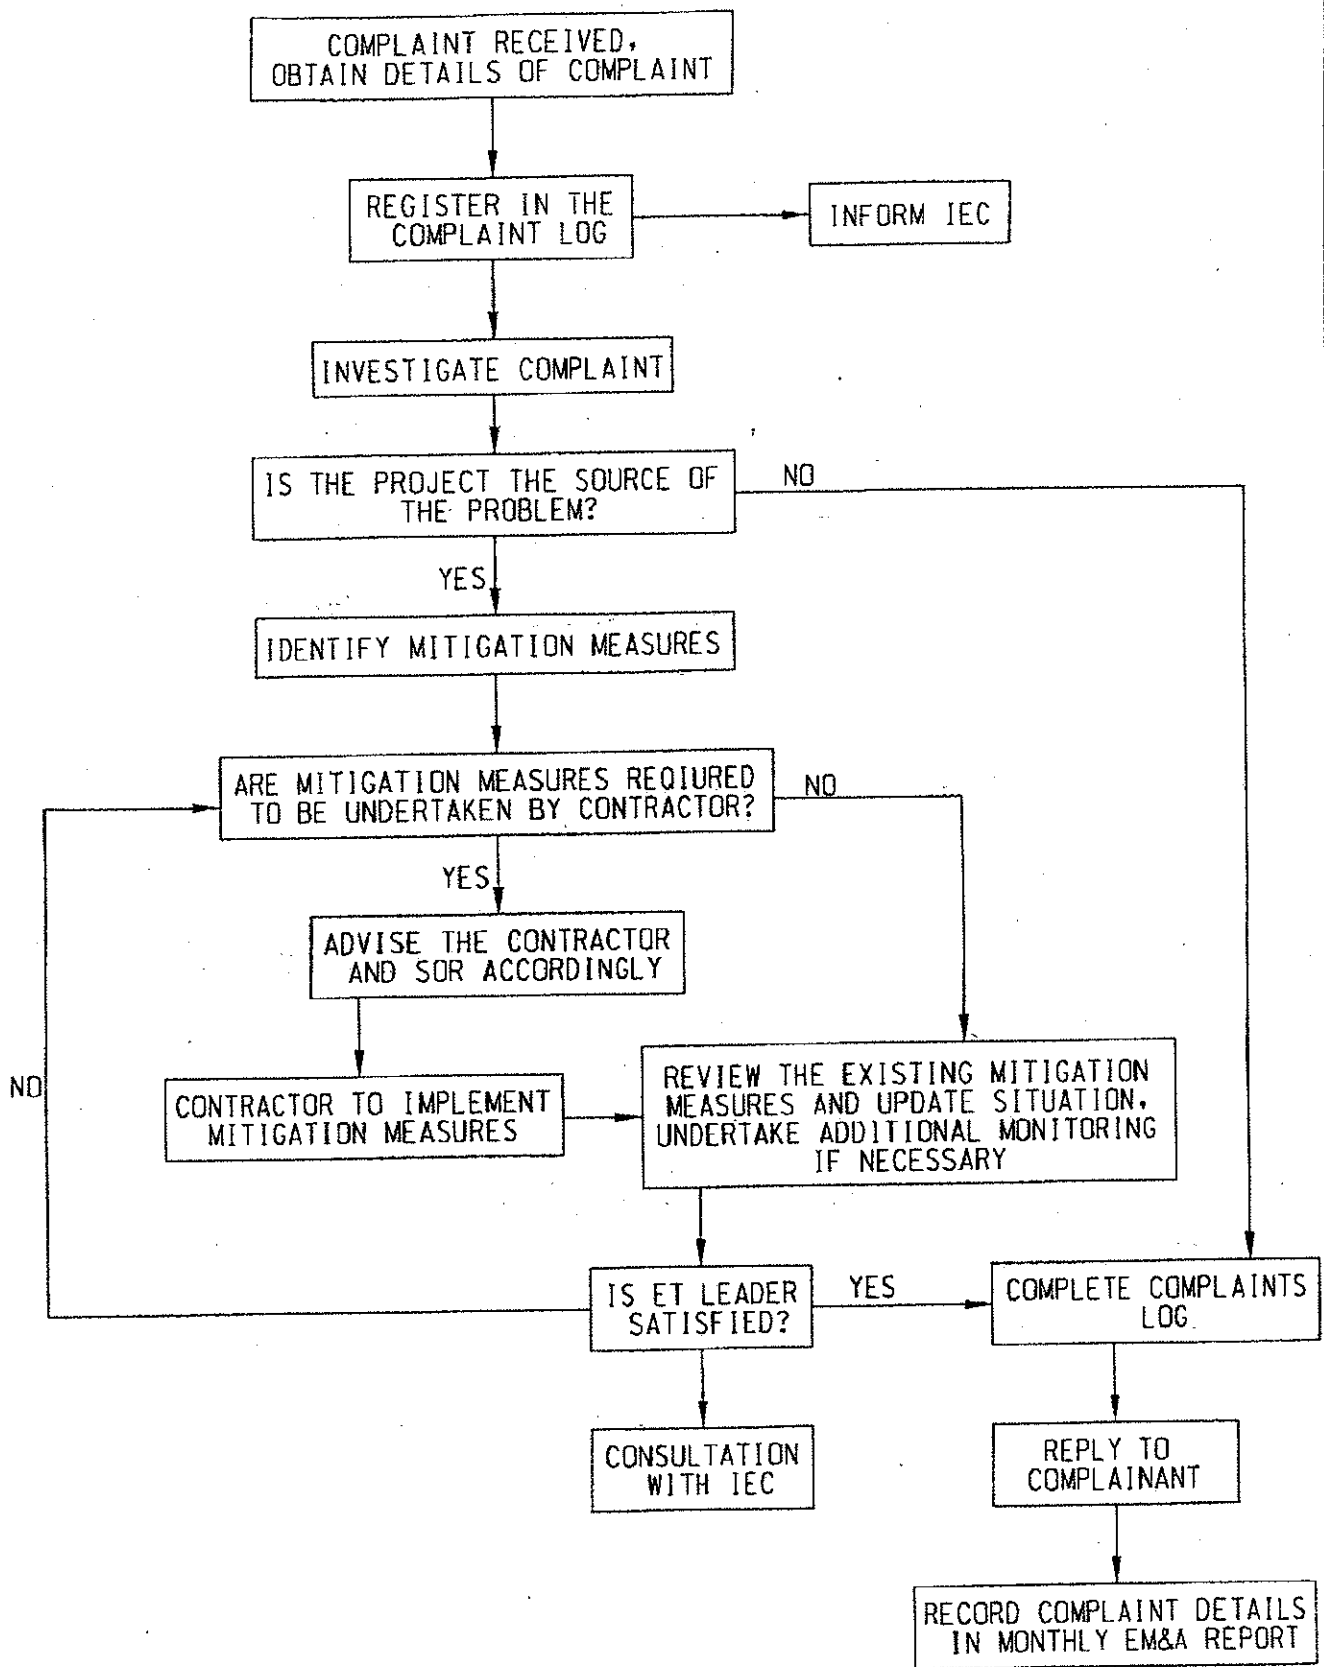 COMPLAINT RECEIVED,
OBTAIN DETAILS OF COMPLAINT
REGISTER IN THE
COMPLAINT LOG
INFORM IEC
INVESTIGATE COMPLAINT
IS THE PROJECT THE SOURCE OF
THE PROBLEM?
NO
YES
IDENTIFY MITIGATION MEASURES
ARE MITIGATION MEASURES REQIURED
TO BE UNDERTAKEN BY CONTRACTOR?
NO
YES
ADVISE THE CONTRACTOR
AND SOR ACCORDINGLY
NO
CONTRACTOR TO IMPLEMENT
MITIGATION MEASURES
REVIEW THE EXISTING MITIGATION
MEASURES AND UPDATE SITUATION,
UNDERTAKE ADDITIONAL MONITORING
IF NECESSARY
IS ET LEADER
SATISFIED?
YES
COMPLETE COMPLAINTS
LOG
CONSULTATION
WITH IEC
REPLY TO
COMPLAINANT
RECORD COMPLAINT DETAILS
IN MONTHLY EM&A REPORT